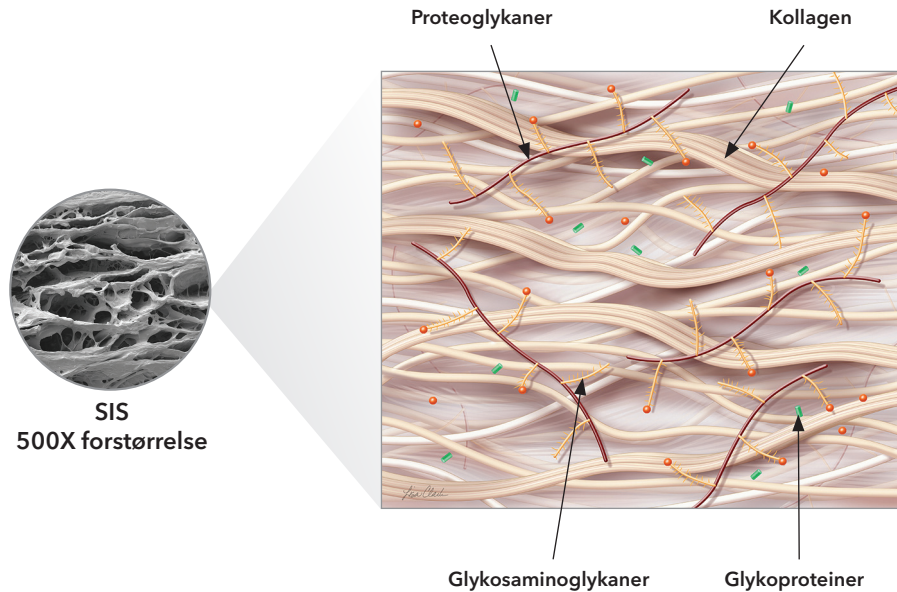 Proteoglykaner
Kollagen
SIS
500X forstørrelse
Glykosaminoglykaner
Glykoproteiner